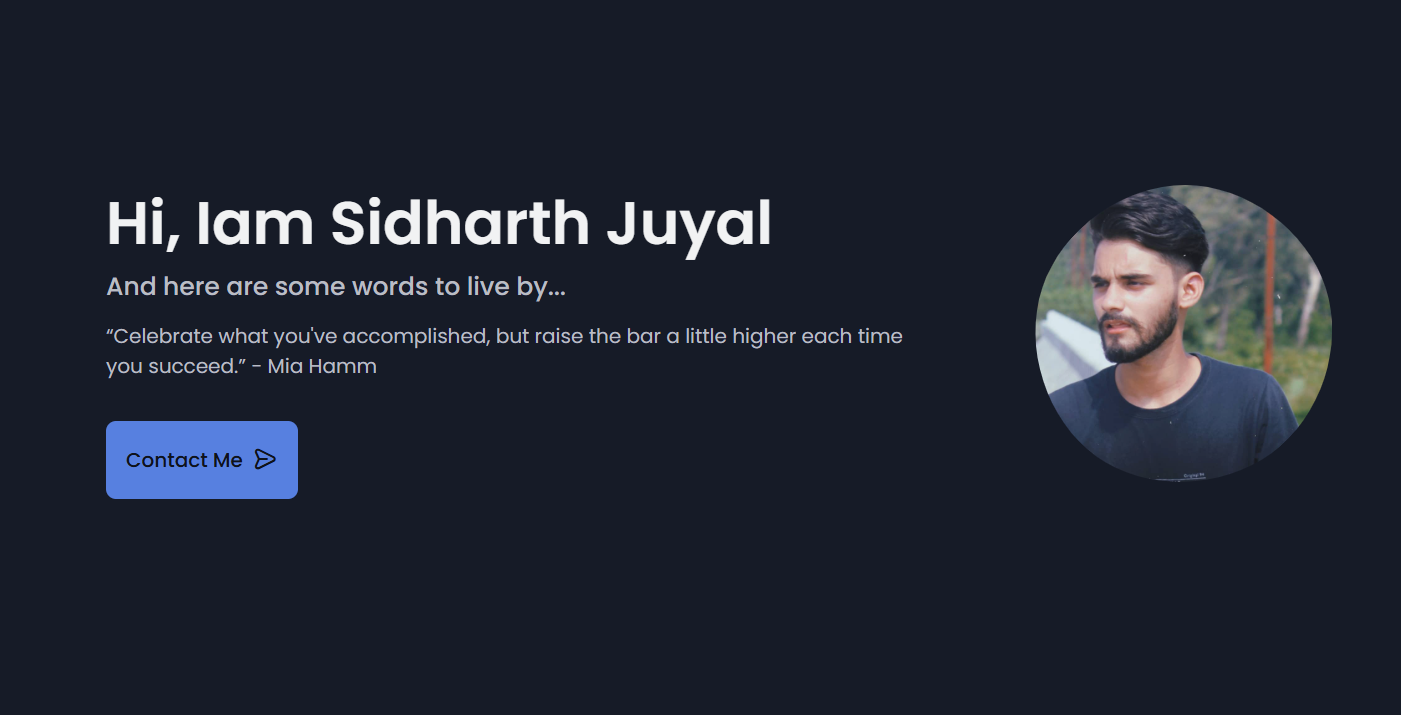 Hi, Iam Sidharth Juyal
And here are some words to live by...
“Celebrate what you've accomplished, but raise the bar a little higher each time
you succeed.” - Mia Hamm
Contact Me